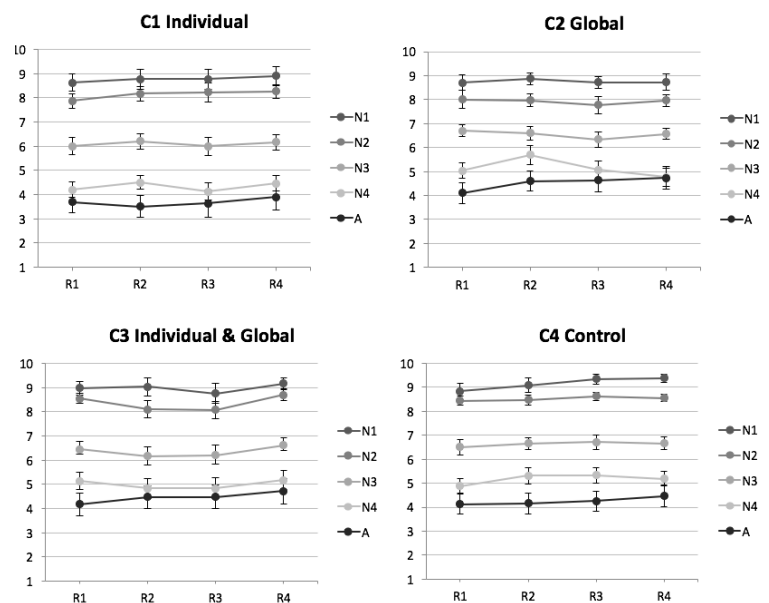 C1 Individual
10
9
8
7
6
5
4
3
2
1
R1 R2 R3 R4
N1
N2
N3
N4
A
C2 Global
10
9
8
7
6
5
4
3
2
1
R1 R2 R3 R4
N1
N2
N3
N4
A
C3 Individual & Global
10
9
8
7
6
5
4
3
2
1
R1 R2 R3 R4
N1
N2
N3
N4
A
C4 Control
10
9
8
7
6
5
4
3
2
1
R1 R2 R3 R4
N1
N2
N3
N4
A